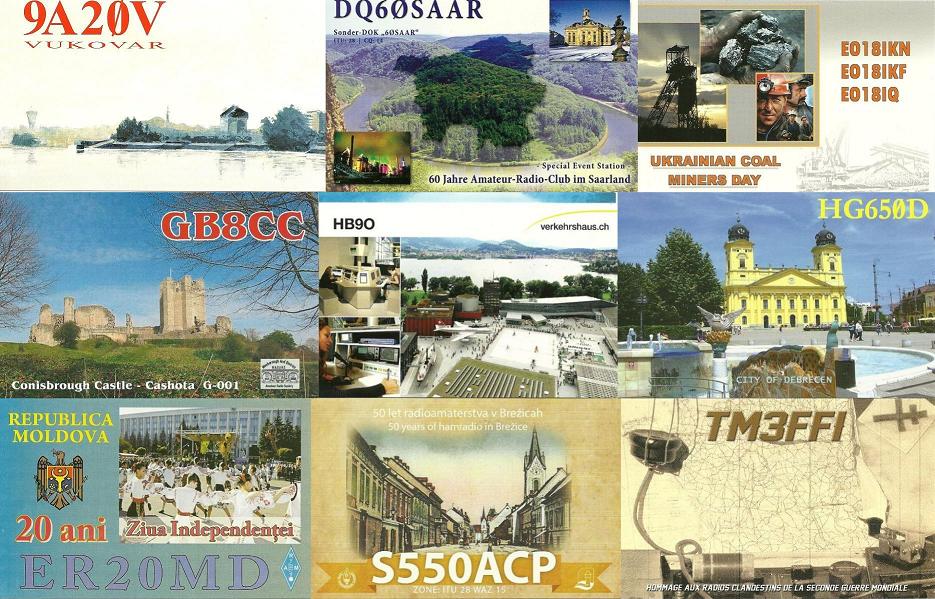 9A20V
VUKOVAR
DQ6ØSAAR
Sonder-DOK „6ØSAAR"
Special Event Station
60 Jahre Amateur-Radio-Club im Saarland
EO18IKN
EO18IKF
EO18IQ
UKRAINIAN COAL
MINERS DAY
GB8CC
Conisbrough Castle - Cashota G-001
HB9O
verkehrshaus.ch
HG650D
CITY OF DEBRECEN
REPUBLICA
MOLDOVA
20 ani
Ziua Independenţei
ER20MD
50 let radioamaterstva v Brežicah
50 years of hamradio in Brežice
S550ACP
ZONE: ITU 28 WAZ 15
TM3FFI
HOMMAGE AUX RADIOS CLANDESTINS DE LA SECONDE GUERRE MONDIALE